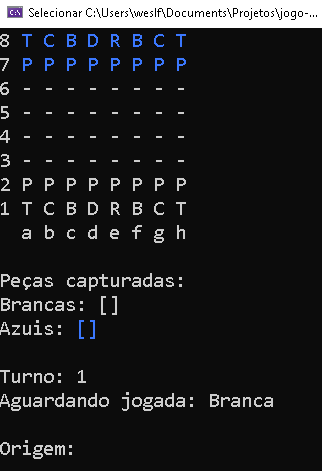 Selecionar C:\Users\weslf\Documents\Projetos\jogo-...
8 T C B D R B C T
7 P P P P P P P P
6 - - - - - - - -
5 - - - - - - - -
4 - - - - - - - -
3 - - - - - - - -
2 P P P P P P P P
1 T C B D R B C T
a b c d e f g h
Peças capturadas:
Brancas: []
Azuis: []
Turno: 1
Aguardando jogada: Branca
Origem: